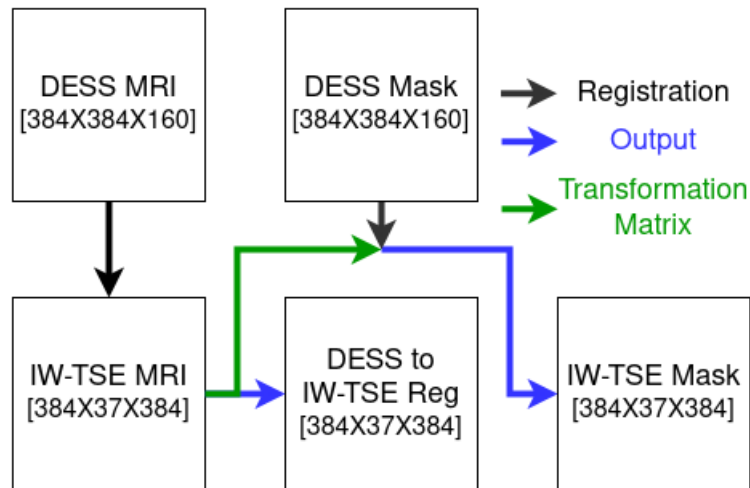 DESS MRI
[384X384X160]
DESS Mask
[384X384X160]
Registration
Output
Transformation
Matrix
IW-TSE MRI
[384X37X384]
DESS to
IW-TSE Reg
[384X37X384]
IW-TSE Mask
[384X37X384]